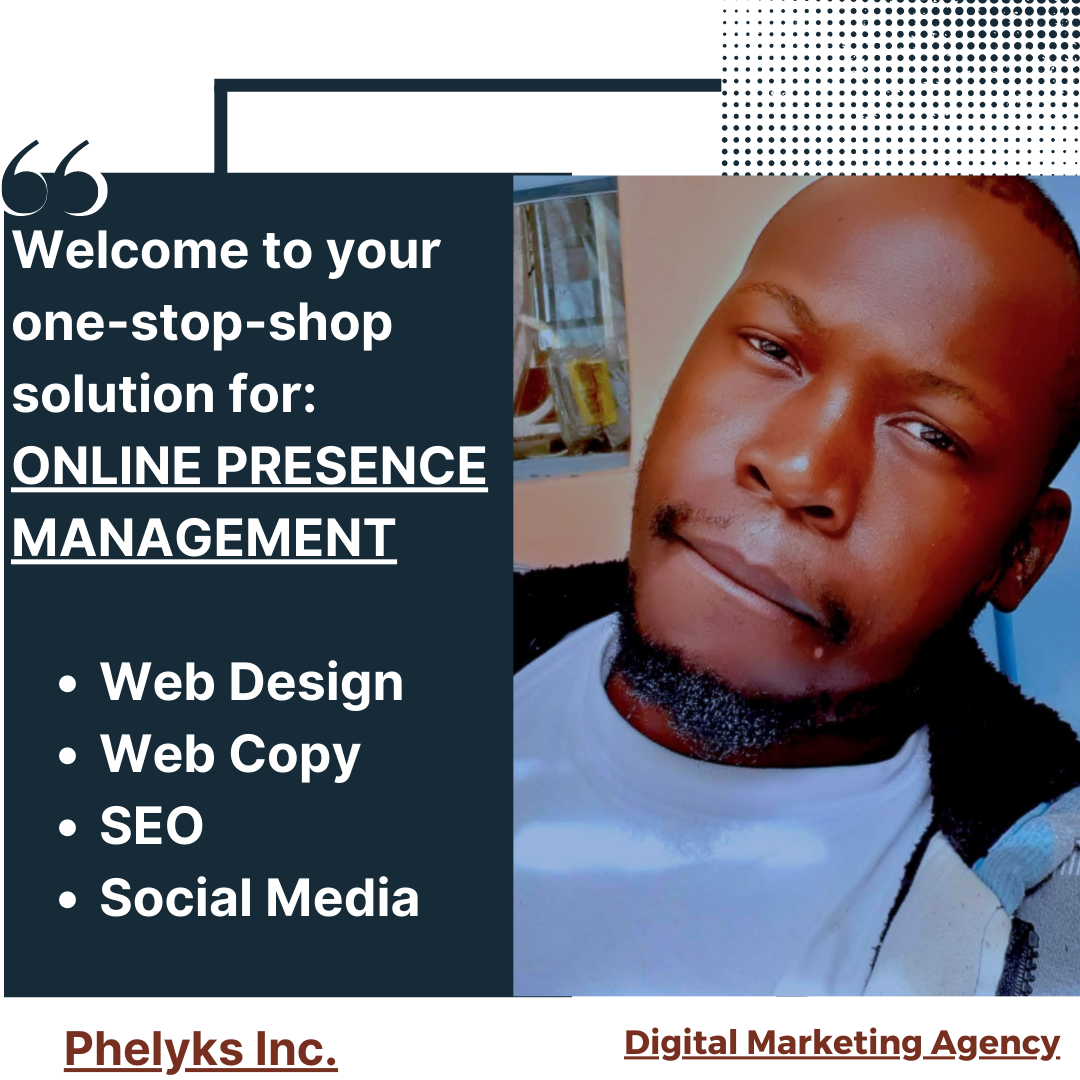 Welcome to your
one-stop-shop
solution for:
ONLINE PRESENCE
MANAGEMENT
• Web Design
• Web Copy
• SEO
• Social Media
Phelyks Inc.
Digital Marketing Agency